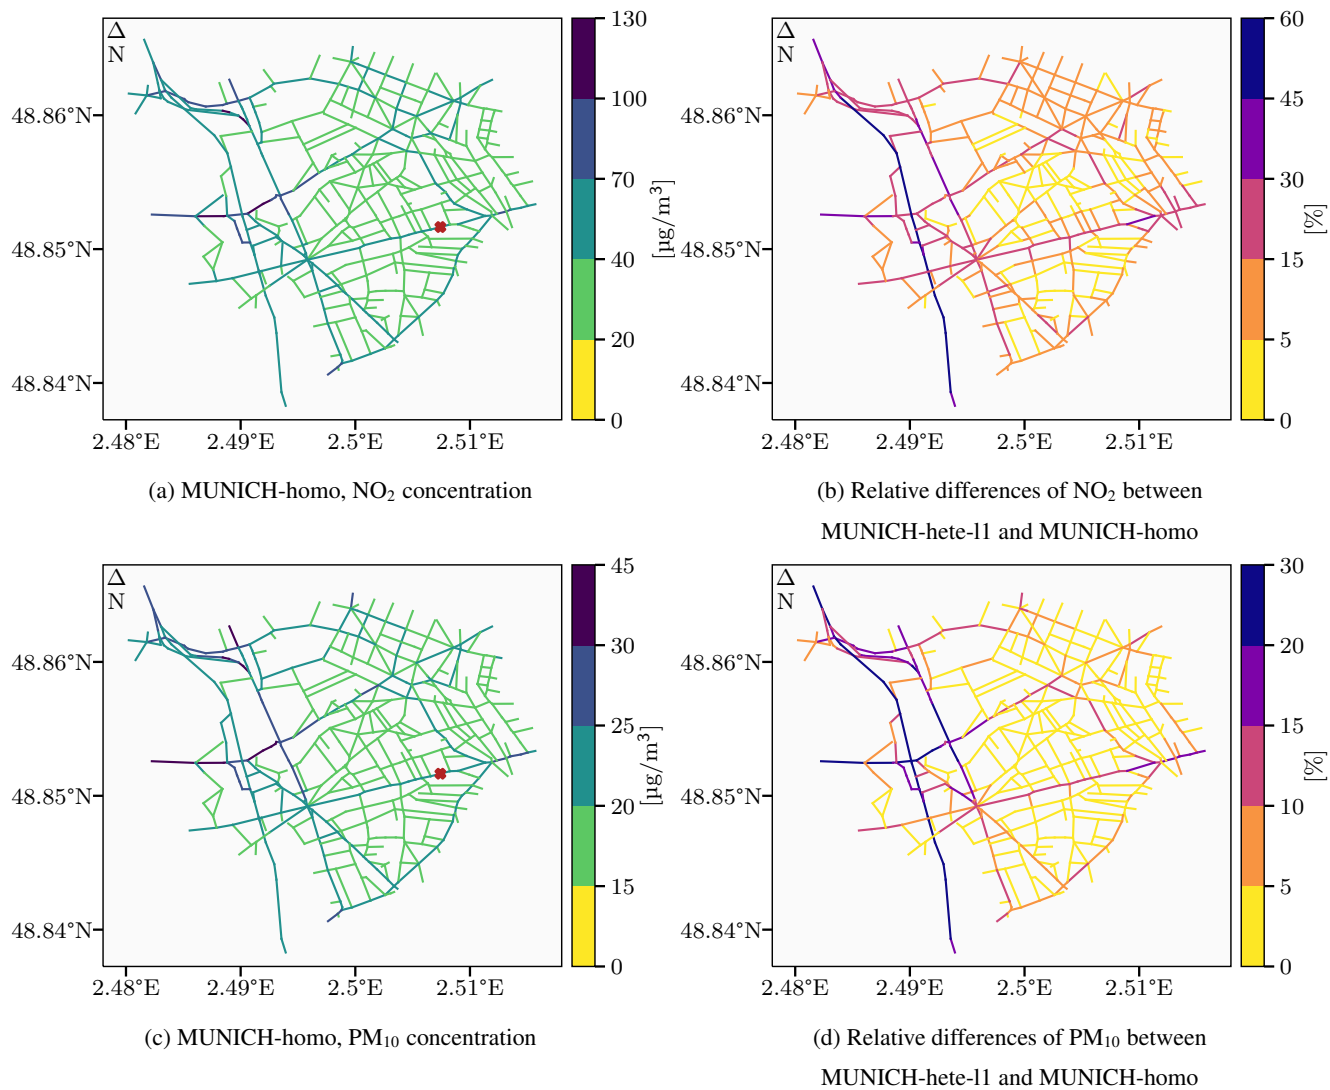 Δ
N
48.86°N
48.85°N
48.84°N
2.48°E 2.49°E 2.5°E 2.51°E
130
100
70
40
20
0
[µg/m³]
(a) MUNICH-homo, NO₂ concentration
Δ
N
48.86°N
48.85°N
48.84°N
2.48°E 2.49°E 2.5°E 2.51°E
60
45
30
15
5
0
[%]
(b) Relative differences of NO₂ between
MUNICH-hete-l1 and MUNICH-homo
Δ
N
48.86°N
48.85°N
48.84°N
2.48°E 2.49°E 2.5°E 2.51°E
45
30
25
20
15
0
[µg/m³]
(c) MUNICH-homo, PM₁₀ concentration
Δ
N
48.86°N
48.85°N
48.84°N
2.48°E 2.49°E 2.5°E 2.51°E
30
20
15
10
5
0
[%]
(d) Relative differences of PM₁₀ between
MUNICH-hete-l1 and MUNICH-homo